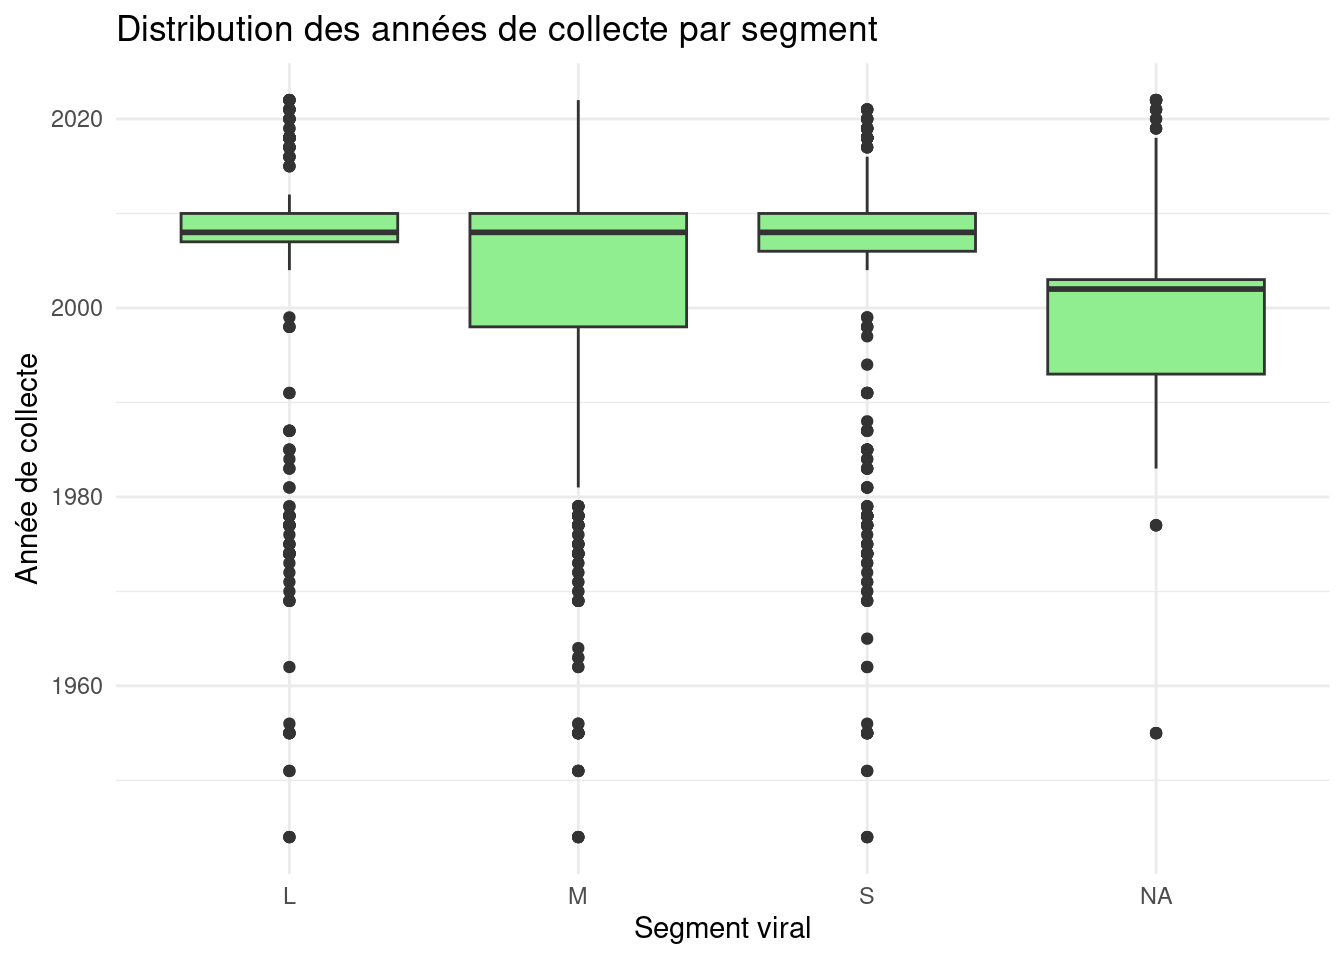 Distribution des années de collecte par segment
2020
2000
1980
1960
Année de collecte
L
M
S
NA
Segment viral